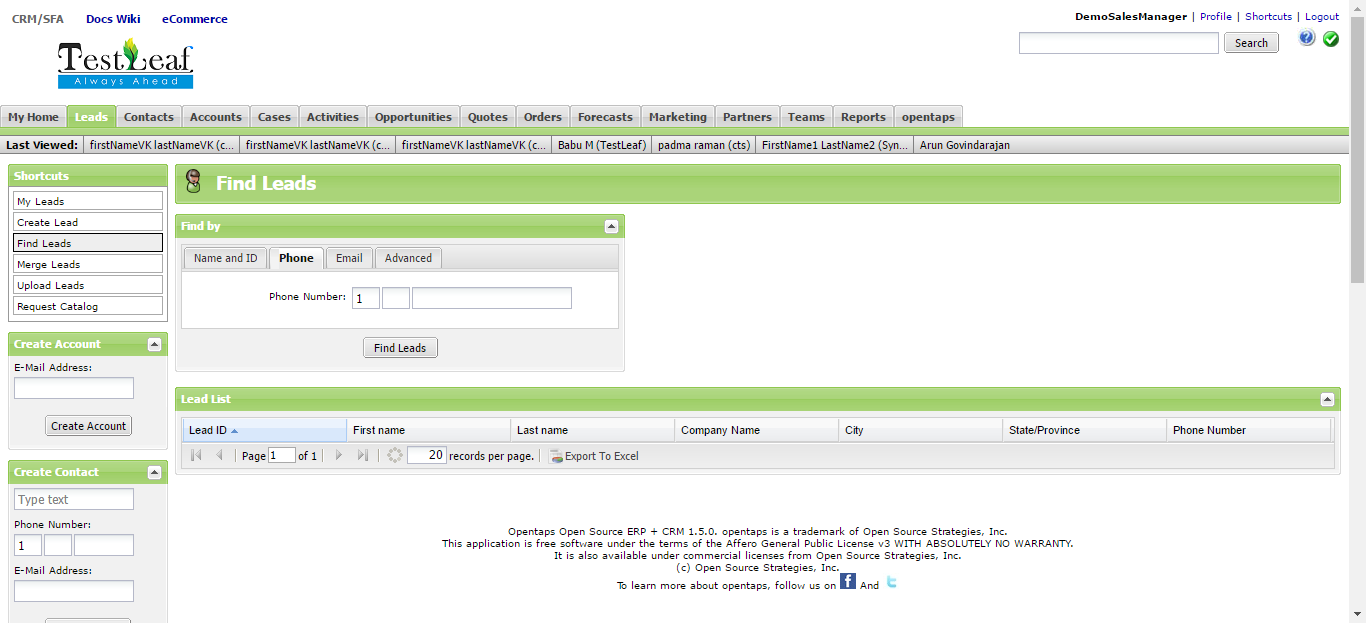 CRM/SFA Docs Wiki eCommerce
DemoSalesManager | Profile | Shortcuts | Logout
TestLeaf
Always Ahead
Search
My Home Leads Contacts Accounts Cases Activities Opportunities Quotes Orders Forecasts Marketing Partners Teams Reports opentaps
Last Viewed: firstNameVK lastNameVK (c... firstNameVK lastNameVK (c... firstNameVK lastNameVK (c... Babu M (TestLeaf) padma raman (cts) FirstName1 LastName2 (Syn... Arun Govindarajan
Shortcuts
My Leads
Create Lead
Find Leads
Merge Leads
Upload Leads
Request Catalog
Create Account
E-Mail Address:
Create Account
Create Contact
Type text
Phone Number:
1
E-Mail Address:
Find Leads
Find by
Name and ID Phone Email Advanced
Phone Number: 1
Find Leads
Lead List
Lead ID First name Last name Company Name City State/Province Phone Number
Page 1 of 1 20 records per page. Export To Excel
Opentaps Open Source ERP + CRM 1.5.0. opentaps is a trademark of Open Source Strategies, Inc.
This application is free software under the terms of the Affero General Public License v3 WITH ABSOLUTELY NO WARRANTY.
It is also available under commercial licenses from Open Source Strategies, Inc.
(c) Open Source Strategies, Inc.
To learn more about opentaps, follow us on f And t